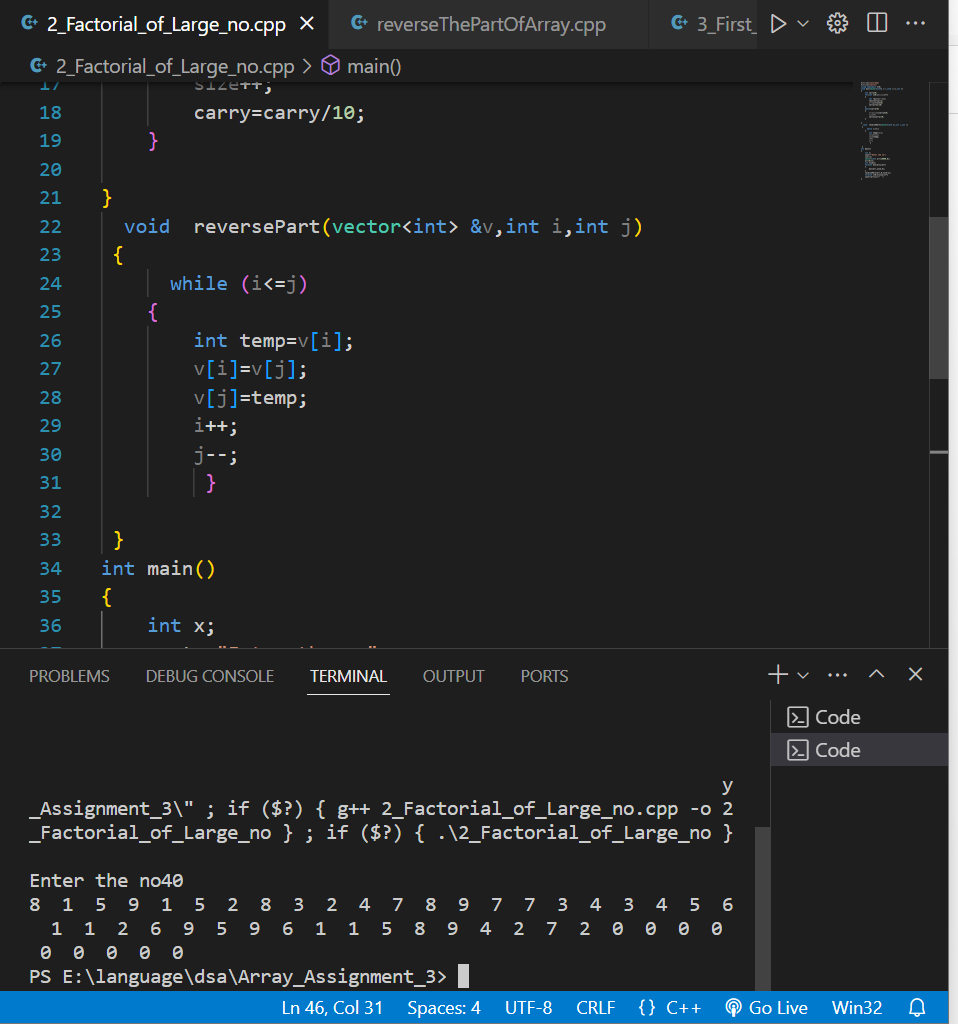 2_Factorial_of_Large_no.cpp reverseThePartOfArray.cpp 3_First_
2_Factorial_of_Large_no.cpp > main()
17 size++;
18 carry=carry/10;
19 }
20
21 }
22 void reversePart(vector<int> &v,int i,int j)
23 {
24 while (i<=j)
25 {
26 int temp=v[i];
27 v[i]=v[j];
28 v[j]=temp;
29 i++;
30 j--;
31 }
32
33 }
34 int main()
35 {
36 int x;
PROBLEMS DEBUG CONSOLE TERMINAL OUTPUT PORTS
Code
Code
y
_Assignment_3\" ; if ($?) { g++ 2_Factorial_of_Large_no.cpp -o 2
_Factorial_of_Large_no } ; if ($?) { .\2_Factorial_of_Large_no }
Enter the no40
8 1 5 9 1 5 2 8 3 2 4 7 8 9 7 7 3 4 3 4 5 6
1 1 2 6 9 5 9 6 1 1 5 8 9 4 2 7 2 0 0 0 0
0 0 0 0 0
PS E:\language\dsa\Array_Assignment_3>
Ln 46, Col 31 Spaces: 4 UTF-8 CRLF {} C++ Go Live Win32